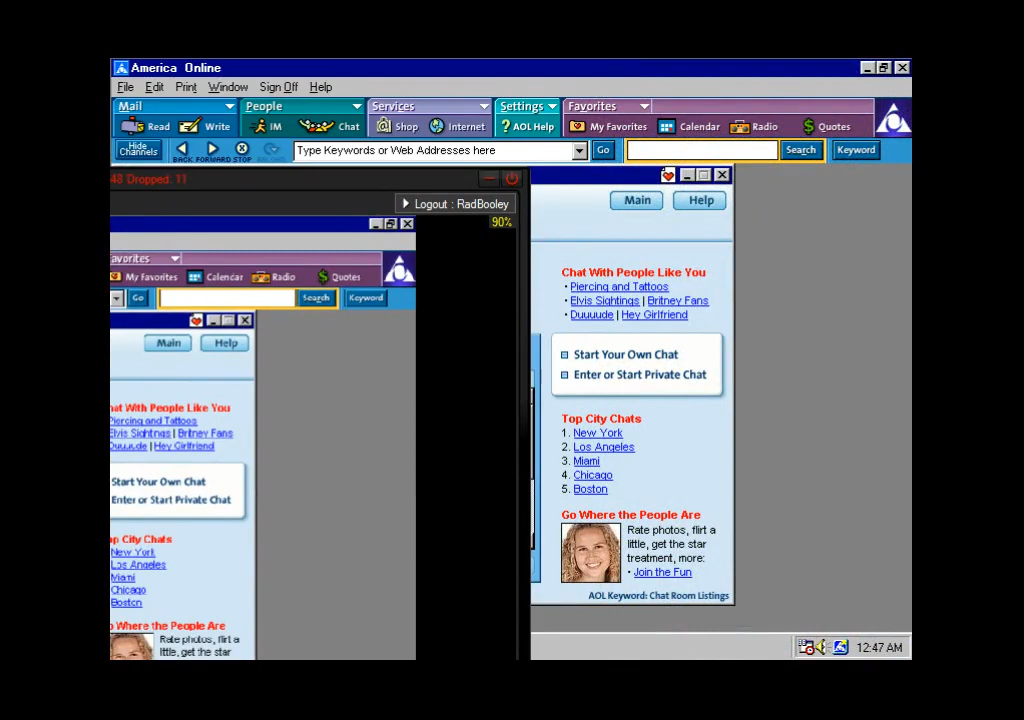 America Online
File Edit Print Window Sign Off Help
Mail People Services Settings Favorites
Read Write IM Chat Shop Internet AOL Help My Favorites Calendar Radio Quotes
Hide Channels BACK FORWARD STOP Type Keywords or Web Addresses here Go Search Keyword
Dropped: 11
Logout : RadBooley
90%
avorites
My Favorites Calendar Radio Quotes
Go Search Keyword
Main Help
hat With People Like You
Piercing and Tattoos
Elvis Sightings | Britney Fans
Duuuude | Hey Girlfriend
Start Your Own Chat
Enter or Start Private Chat
op City Chats
New York
Los Angeles
Miami
Chicago
Boston
o Where the People Are
Rate photos, flirt a
little, get the star
Main Help
Chat With People Like You
· Piercing and Tattoos
Elvis Sightings | Britney Fans
· Duuuude | Hey Girlfriend
Start Your Own Chat
Enter or Start Private Chat
Top City Chats
1. New York
2. Los Angeles
3. Miami
4. Chicago
5. Boston
Go Where the People Are
Rate photos, flirt a
little, get the star
treatment, more:
· Join the Fun
AOL Keyword: Chat Room Listings
12:47 AM